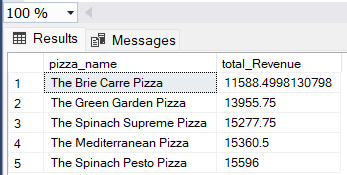 100 %
Results Messages
pizza_name total_Revenue
1 The Brie Carre Pizza 11588.4998130798
2 The Green Garden Pizza 13955.75
3 The Spinach Supreme Pizza 15277.75
4 The Mediterranean Pizza 15360.5
5 The Spinach Pesto Pizza 15596